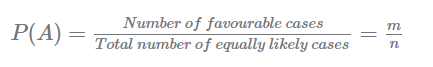 P(A) = Number of favourable cases / Total number of equally likely cases = m / n